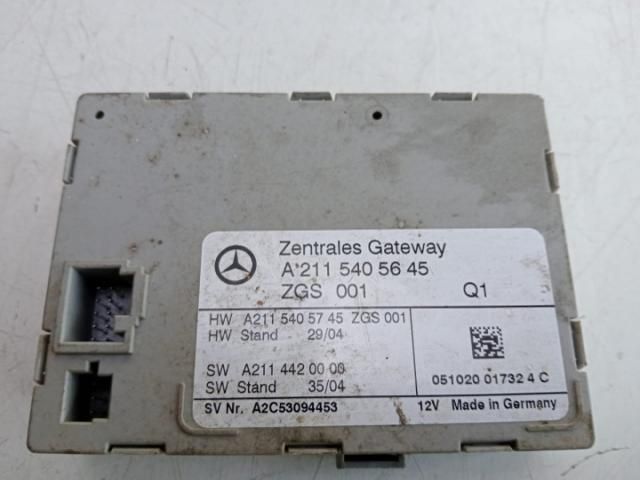 Zentrales Gateway
A 211 540 56 45
ZGS 001 Q1
HW A211 540 57 45 ZGS 001
HW Stand 29/04
SW A211 442 00 00
SW Stand 35/04
051020 01732 4 C
SV Nr. A2C53094453 12V Made in Germany